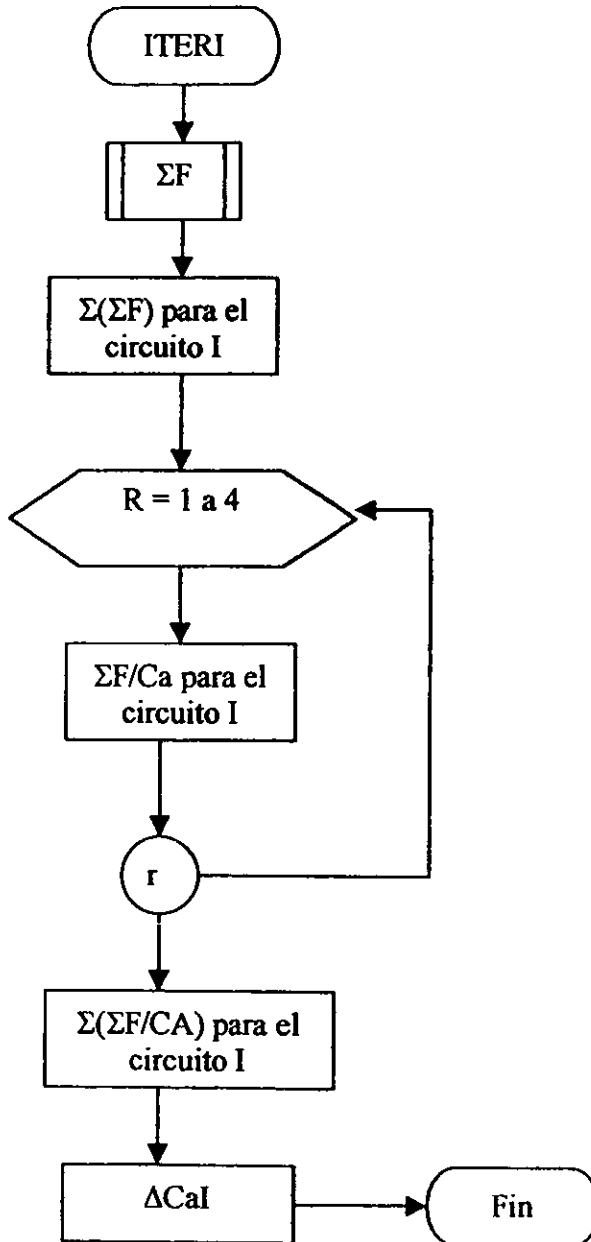 ITERI
ΣF
Σ(ΣF) para el
circuito I
R = 1 a 4
ΣF/Ca para el
circuito I
r
Σ(ΣF/CA) para el
circuito I
ΔCaI
Fin